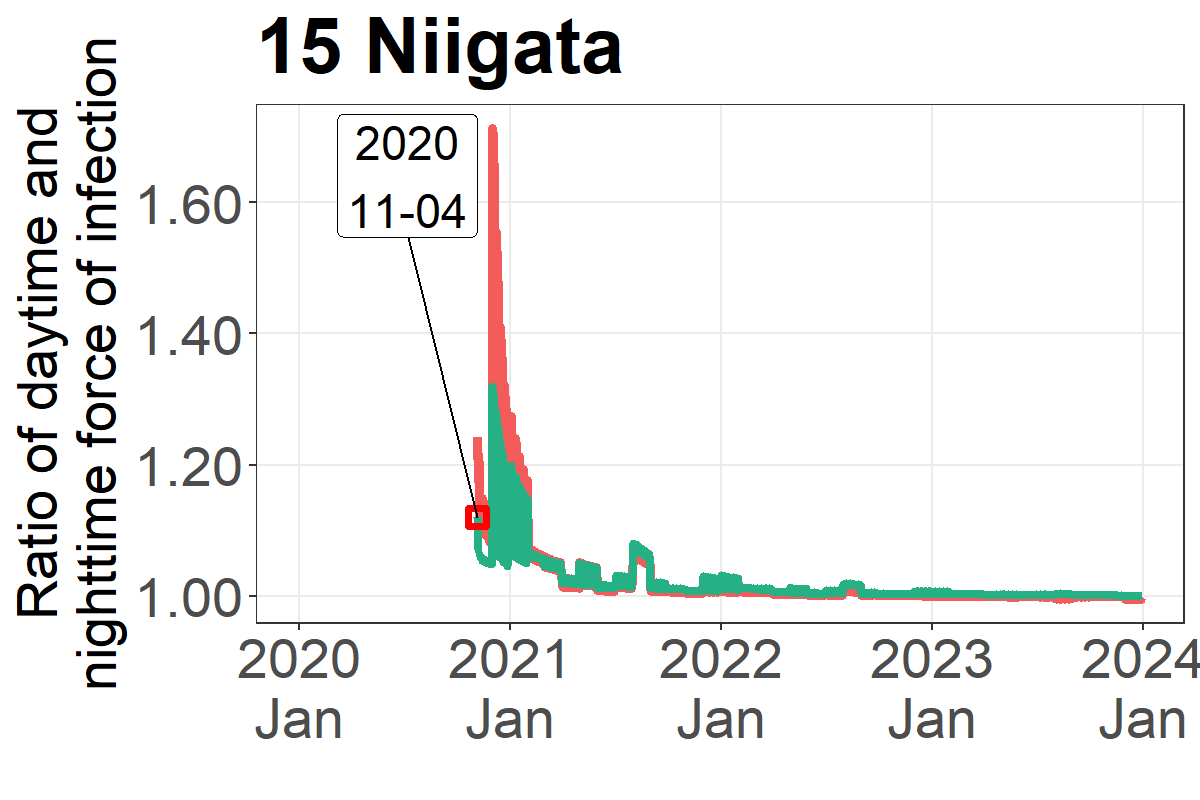 15 Niigata
Ratio of daytime and
nighttime force of infection
2020
11-04
1.60
1.40
1.20
1.00
2020
Jan
2021
Jan
2022
Jan
2023
Jan
2024
Jan